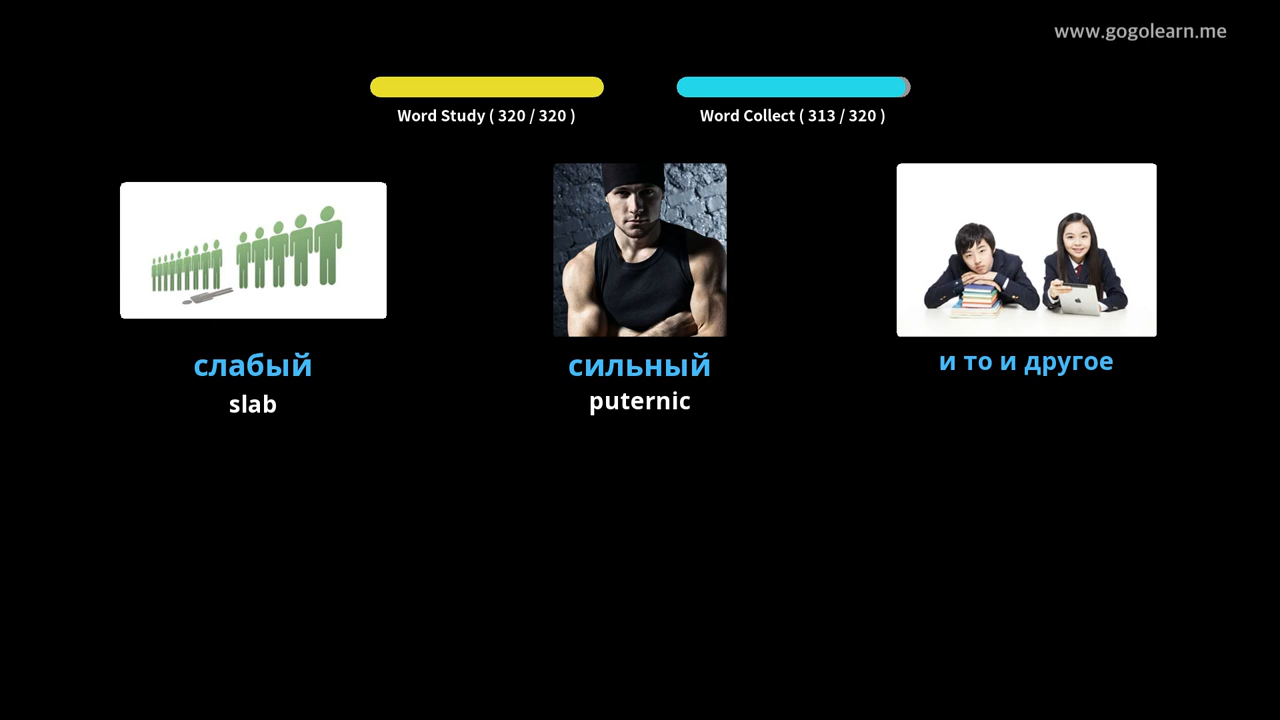 www.gogolearn.me
Word Study ( 320 / 320 )
Word Collect ( 313 / 320 )
слабый
slab
сильный
puternic
и то и другое